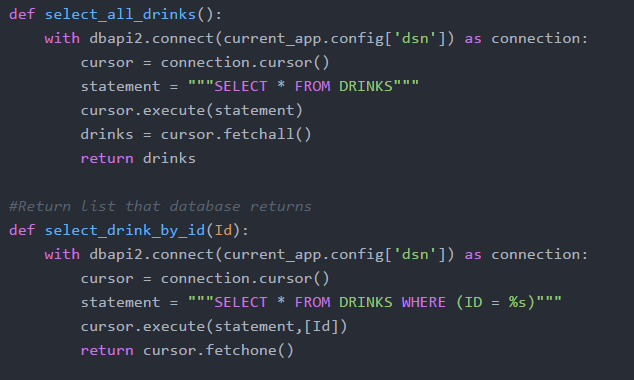 def select_all_drinks():
    with dbapi2.connect(current_app.config['dsn']) as connection:
        cursor = connection.cursor()
        statement = """SELECT * FROM DRINKS"""
        cursor.execute(statement)
        drinks = cursor.fetchall()
        return drinks

#Return list that database returns
def select_drink_by_id(Id):
    with dbapi2.connect(current_app.config['dsn']) as connection:
        cursor = connection.cursor()
        statement = """SELECT * FROM DRINKS WHERE (ID = %s)"""
        cursor.execute(statement,[Id])
        return cursor.fetchone()